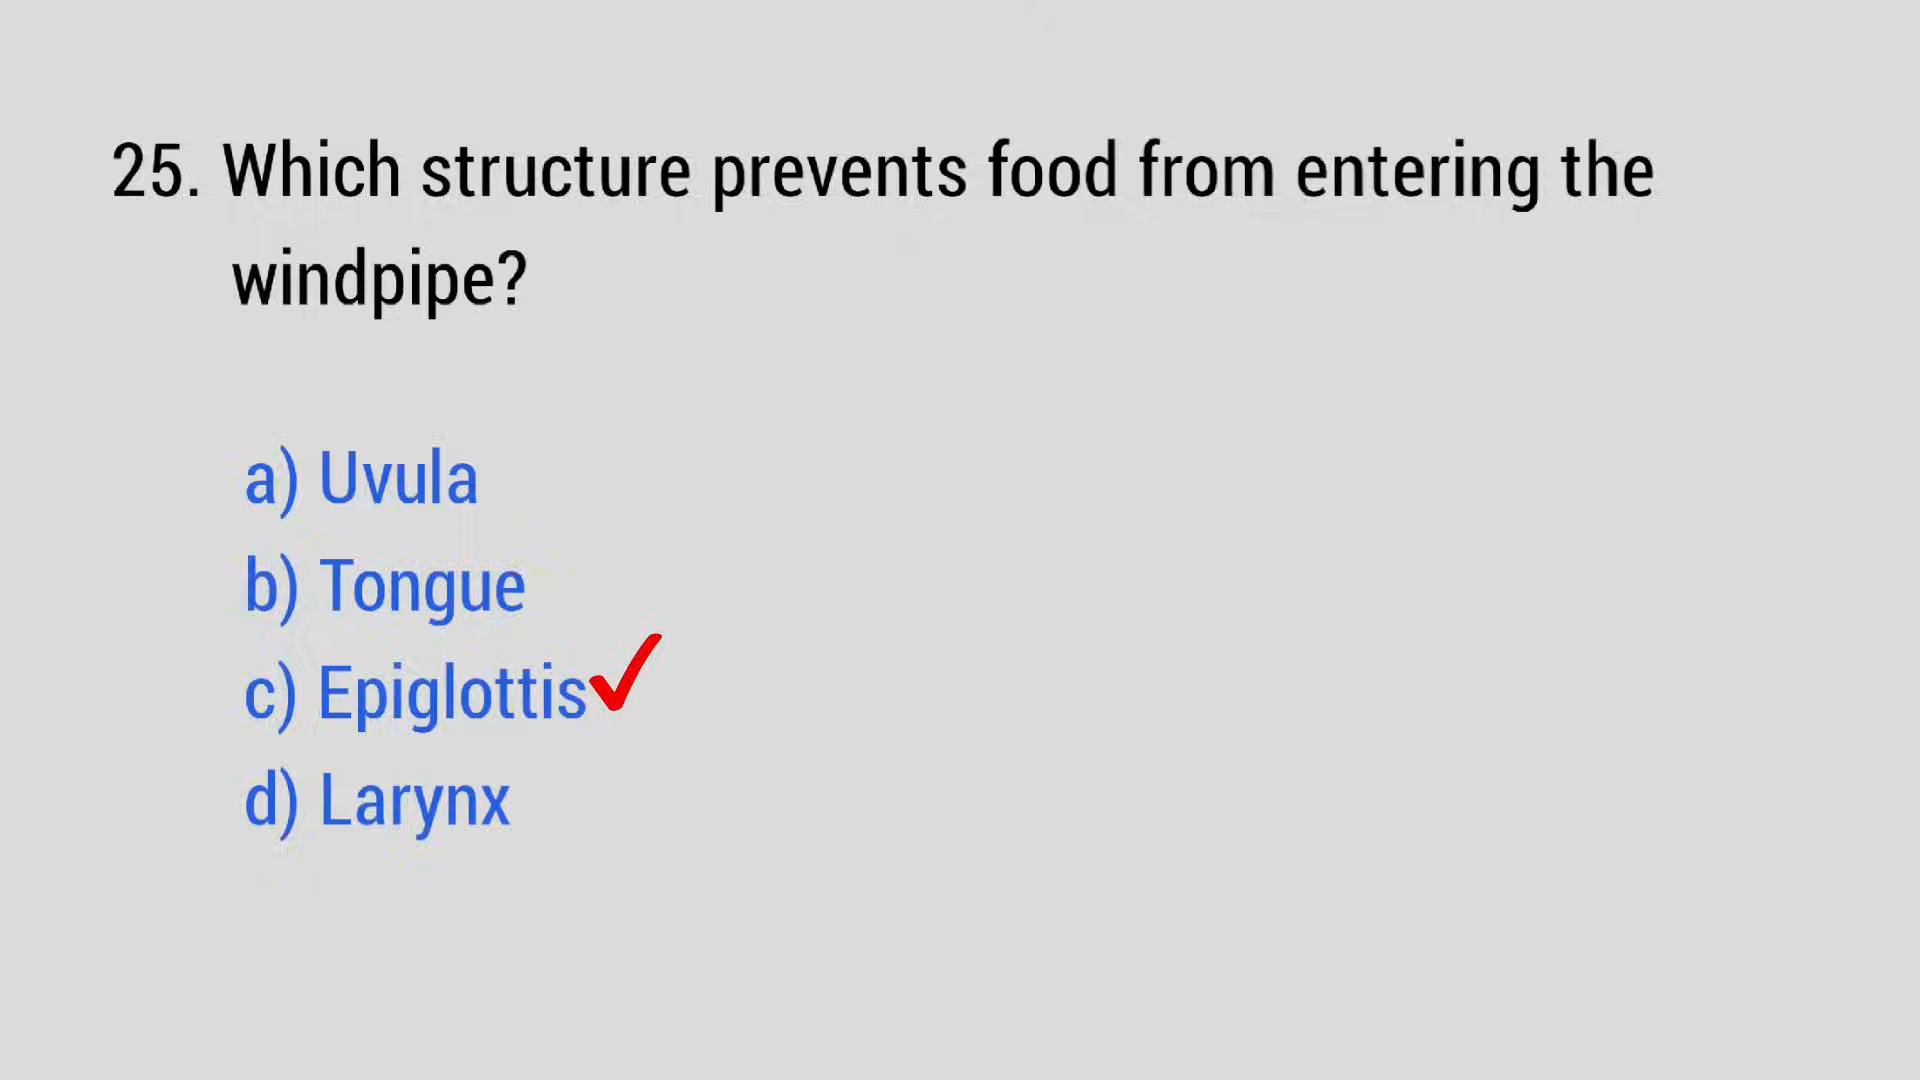 25. Which structure prevents food from entering the
windpipe?
a) Uvula
b) Tongue
c) Epiglottis
d) Larynx